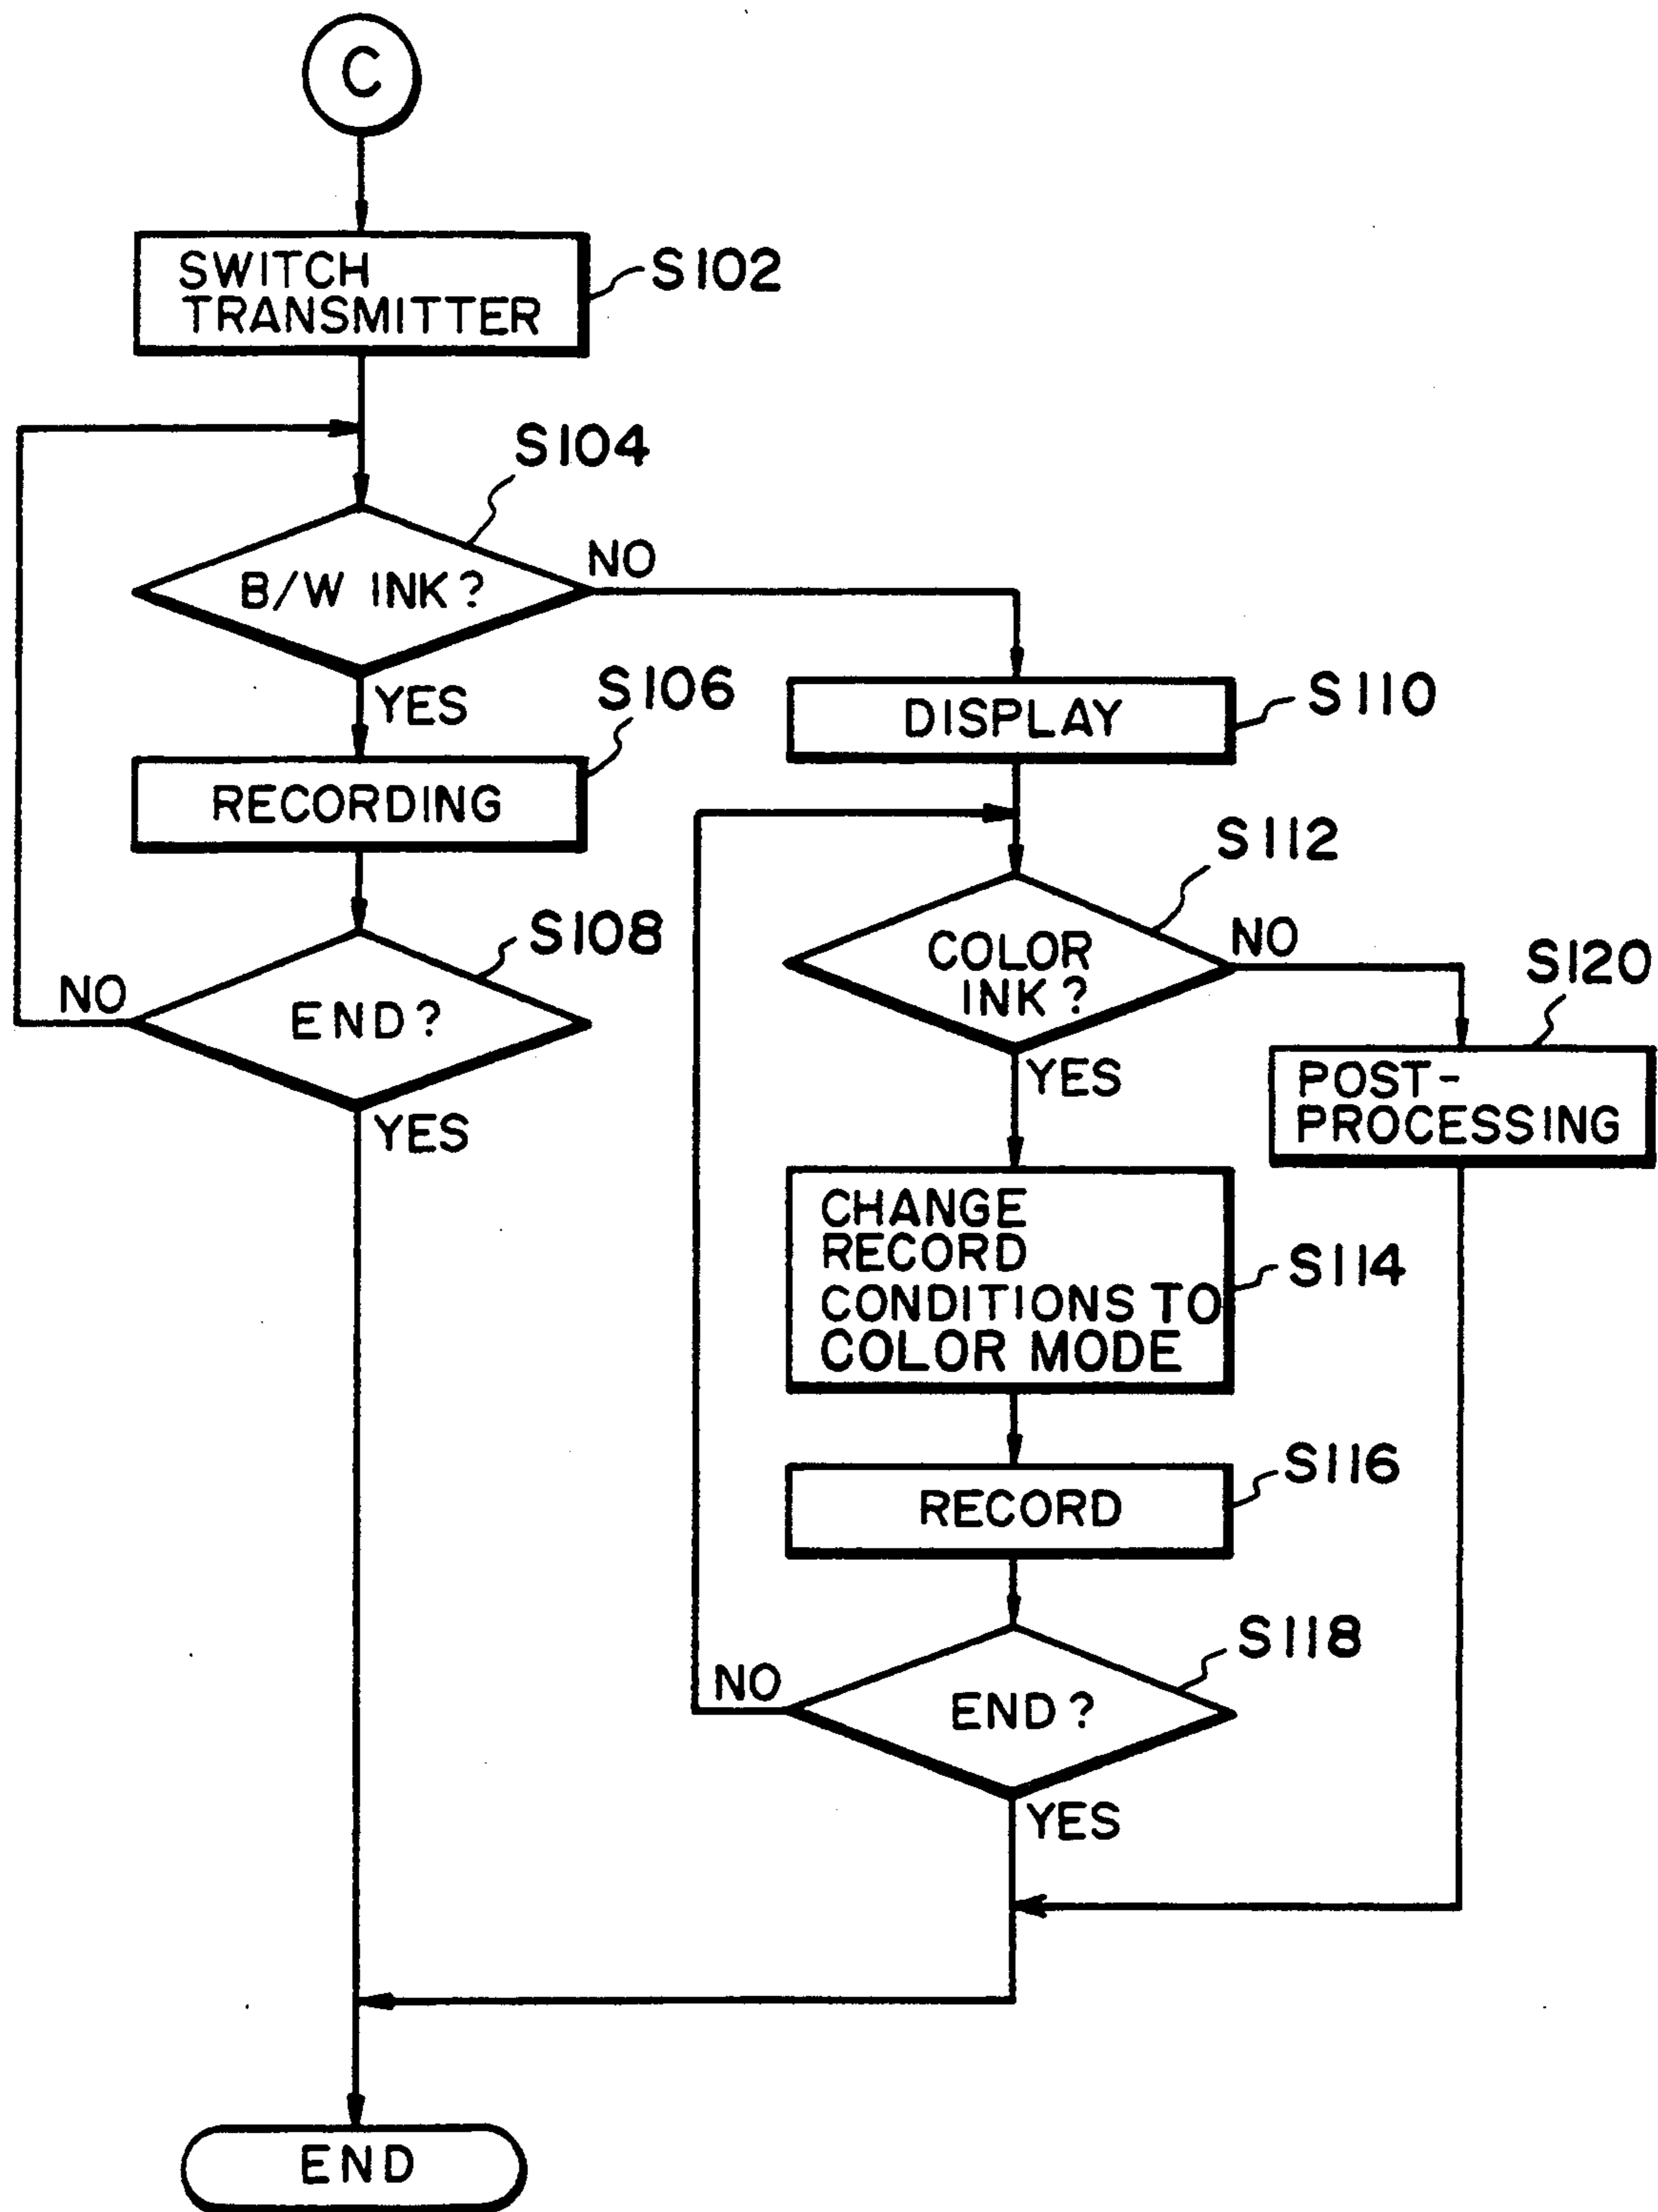 C
SWITCH
TRANSMITTER
S102
S104
B/W INK?
NO
YES
S106
RECORDING
S108
END?
NO
YES
DISPLAY
S110
S112
COLOR
INK?
NO
YES
S120
POST-
PROCESSING
CHANGE
RECORD
CONDITIONS TO
COLOR MODE
S114
RECORD
S116
S118
END?
NO
YES
END